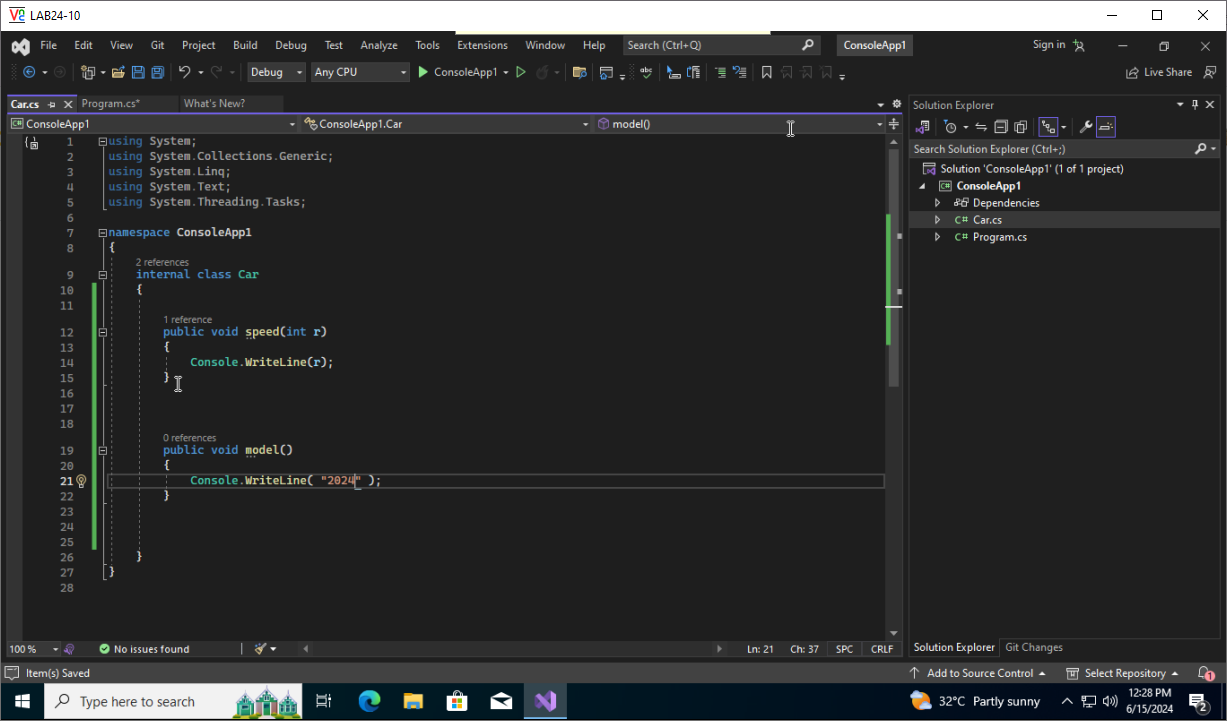 LAB24-10
File Edit View Git Project Build Debug Test Analyze Tools Extensions Window Help Search (Ctrl+Q) ConsoleApp1 Sign in
Debug Any CPU ConsoleApp1 Live Share
Car.cs Program.cs* What's New?
ConsoleApp1 ConsoleApp1.Car model()
1 using System;
2 using System.Collections.Generic;
3 using System.Linq;
4 using System.Text;
5 using System.Threading.Tasks;
6
7 namespace ConsoleApp1
8 {
2 references
9 internal class Car
10 {
11
1 reference
12 public void speed(int r)
13 {
14 Console.WriteLine(r);
15 }
16
17
18
0 references
19 public void model()
20 {
21 Console.WriteLine( "2024" );
22 }
23
24
25
26 }
27 }
28
100 % No issues found Ln: 21 Ch: 37 SPC CRLF
Solution Explorer
Search Solution Explorer (Ctrl+;)
Solution 'ConsoleApp1' (1 of 1 project)
ConsoleApp1
Dependencies
C# Car.cs
C# Program.cs
Solution Explorer Git Changes
Item(s) Saved Add to Source Control Select Repository 1
Type here to search 32°C Partly sunny 12:28 PM
6/15/2024 2